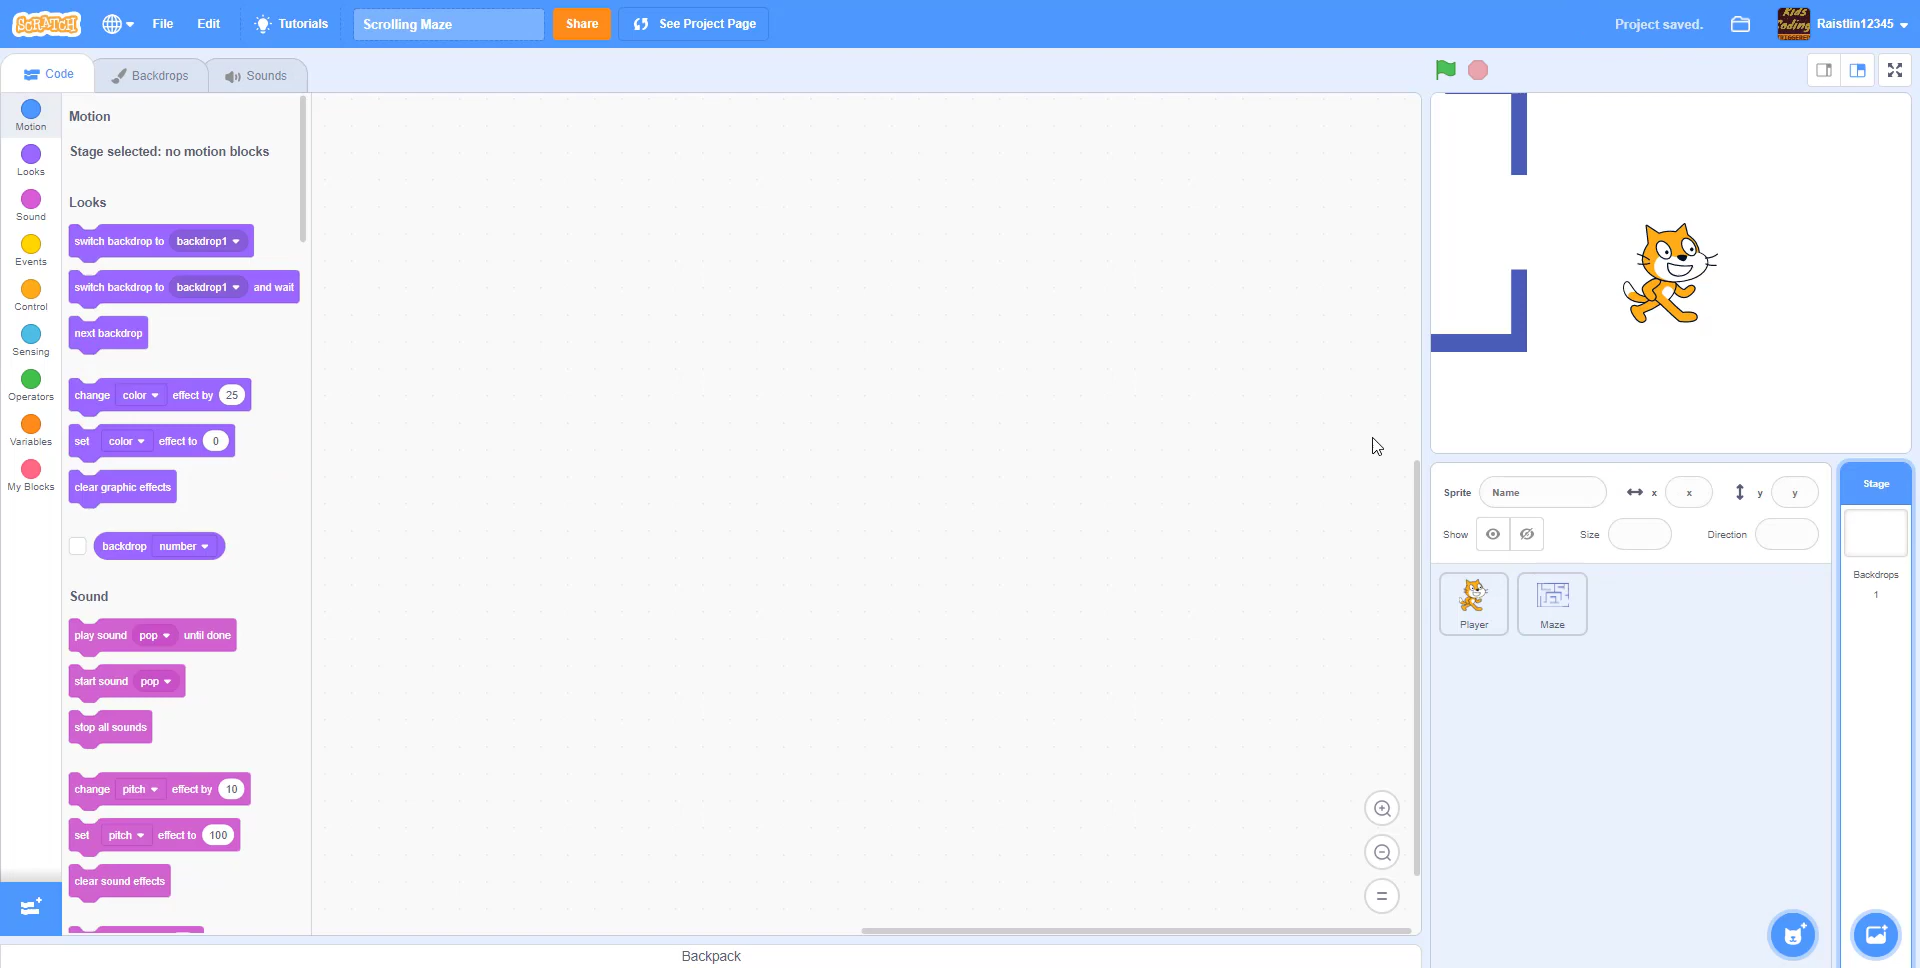 SCRATCH
File
Edit
Tutorials
Scrolling Maze
Share
See Project Page
Project saved.
Raistlin12345
Code
Backdrops
Sounds
Motion
Looks
Sound
Events
Control
Sensing
Operators
Variables
My Blocks
Motion
Stage selected: no motion blocks
Looks
switch backdrop to backdrop1
switch backdrop to backdrop1 and wait
next backdrop
change color effect by 25
set color effect to 0
clear graphic effects
backdrop number
Sound
play sound pop until done
start sound pop
stop all sounds
change pitch effect by 10
set pitch effect to 100
clear sound effects
Backpack
Sprite Name x x y y
Show Size Direction
Player
Maze
Stage
Backdrops
1